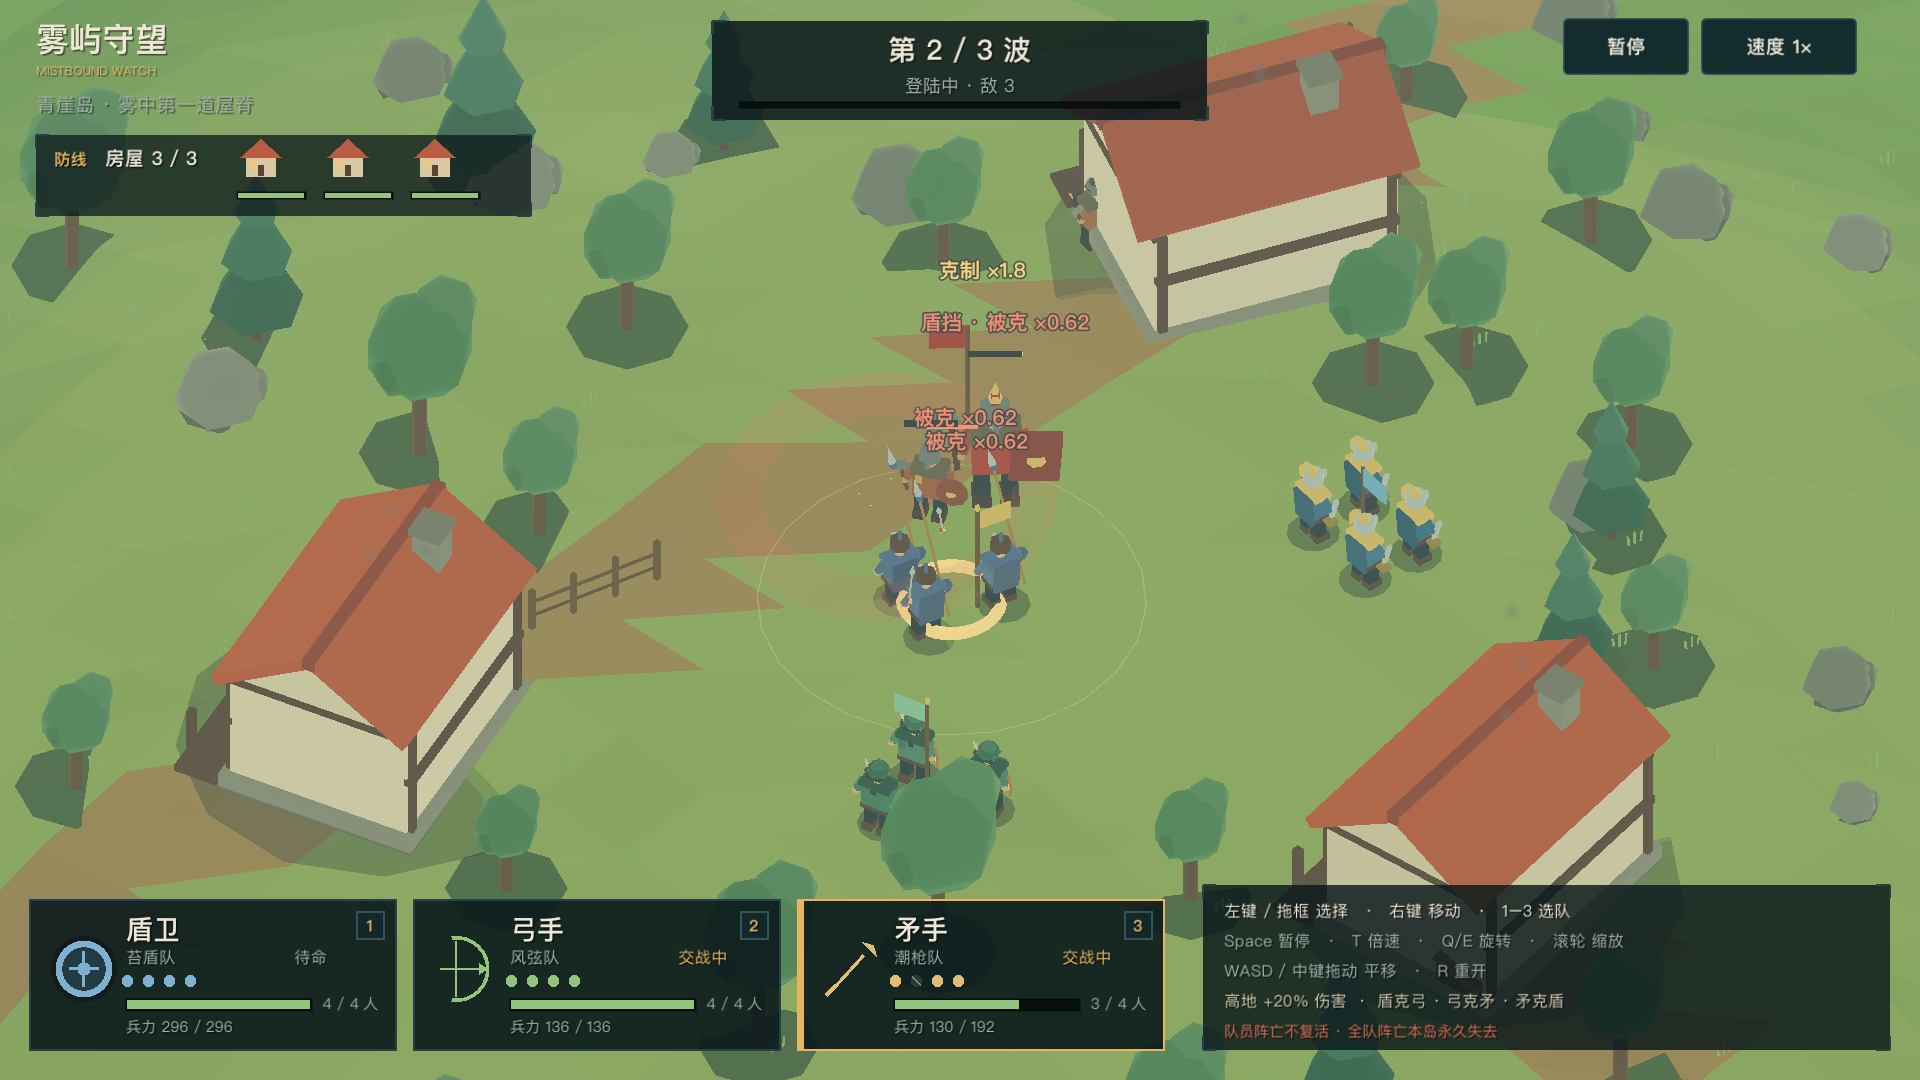 雾屿守望
MISTBOUND WATCH
青崖岛 · 雾中第一道屋脊
防线 房屋 3 / 3
第 2 / 3 波
登陆中 · 敌 3
暂停
速度 1×
克制 ×1.8
盾挡 · 被克 ×0.62
被克 ×0.62
被克 ×0.62
盾卫 1
苔盾队 待命
4 / 4 人
兵力 296 / 296
弓手 2
风弦队 交战中
4 / 4 人
兵力 136 / 136
矛手 3
潮枪队 交战中
3 / 4 人
兵力 130 / 192
左键 / 拖框 选择 · 右键 移动 · 1—3 选队
Space 暂停 · T 倍速 · Q/E 旋转 · 滚轮 缩放
WASD / 中键拖动 平移 · R 重开
高地 +20% 伤害 · 盾克弓 · 弓克矛 · 矛克盾
队员阵亡不复活 · 全队阵亡本岛永久失去